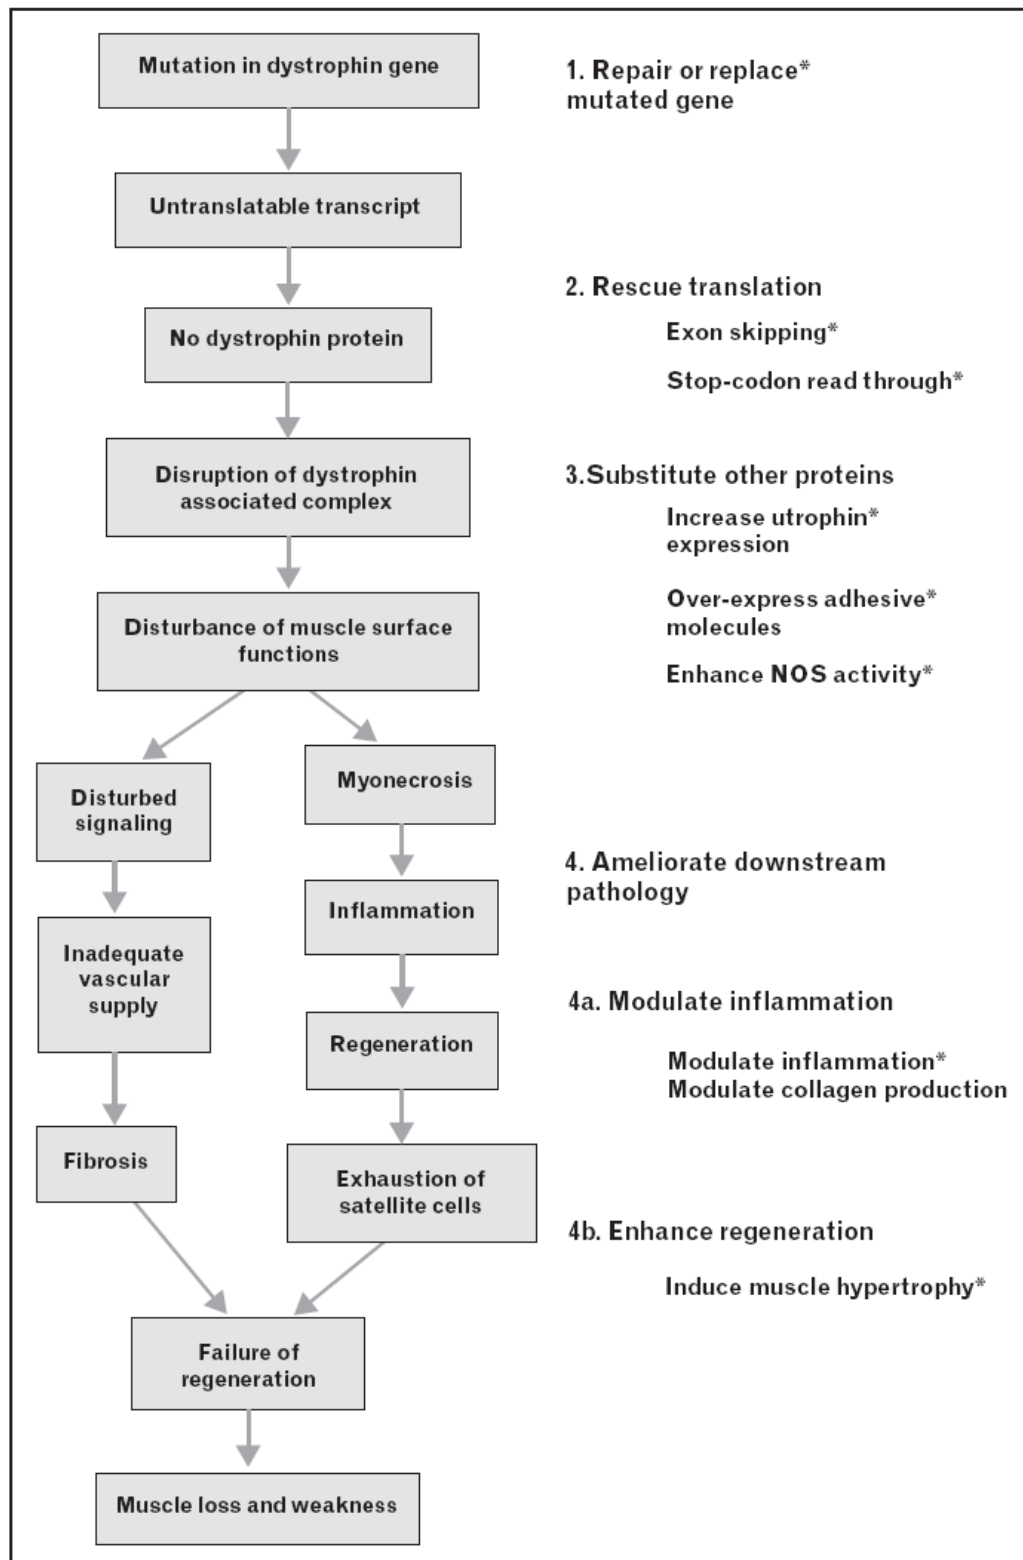 Mutation in dystrophin gene
1. Repair or replace*
mutated gene
Untranslatable transcript
2. Rescue translation
No dystrophin protein
Exon skipping*
Stop-codon read through*
Disruption of dystrophin
associated complex
3.Substitute other proteins
Increase utrophin*
expression
Disturbance of muscle surface
functions
Over-express adhesive*
molecules
Enhance NOS activity*
Disturbed
signaling
Myonecrosis
4. Ameliorate downstream
pathology
Inflammation
Inadequate
vascular
supply
4a. Modulate inflammation
Regeneration
Modulate inflammation*
Modulate collagen production
Fibrosis
Exhaustion of
satellite cells
4b. Enhance regeneration
Induce muscle hypertrophy*
Failure of
regeneration
Muscle loss and weakness